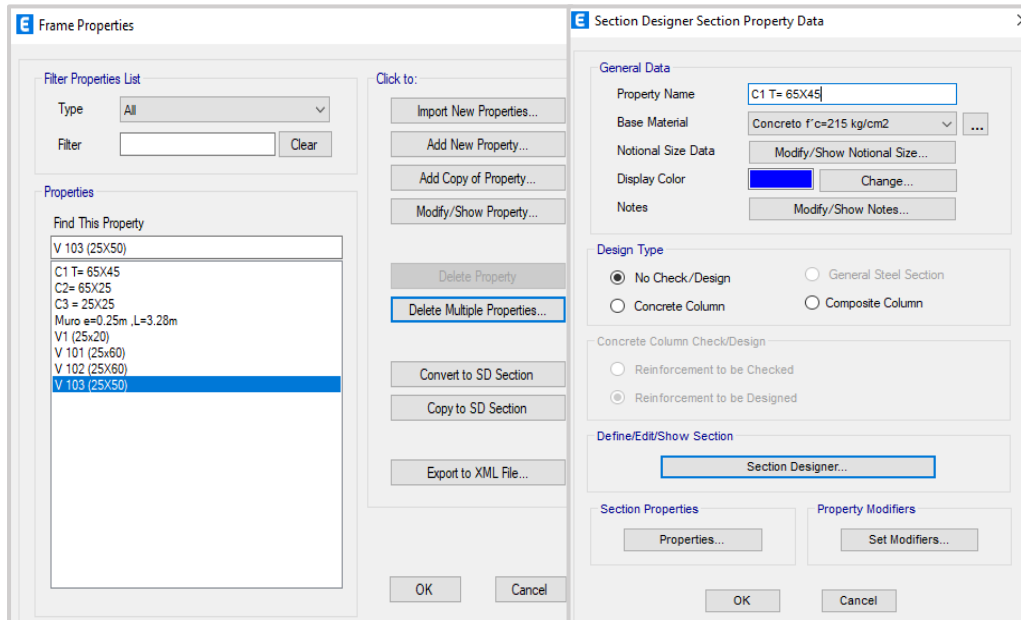 Frame Properties
Filter Properties List
Type
All
Filter
Clear
Properties
Find This Property
V 103 (25X50)
C1 T= 65X45
C2= 65X25
C3 = 25X25
Muro e=0.25m ,L=3.28m
V1 (25x20)
V 101 (25x60)
V 102 (25X60)
V 103 (25X50)
Click to:
Import New Properties...
Add New Property...
Add Copy of Property...
Modify/Show Property...
Delete Property
Delete Multiple Properties...
Convert to SD Section
Copy to SD Section
Export to XML File...
OK
Cancel
Section Designer Section Property Data
General Data
Property Name
C1 T= 65X45
Base Material
Concreto f´c=215 kg/cm2
...
Notional Size Data
Modify/Show Notional Size...
Display Color
Change...
Notes
Modify/Show Notes...
Design Type
No Check/Design
General Steel Section
Concrete Column
Composite Column
Concrete Column Check/Design
Reinforcement to be Checked
Reinforcement to be Designed
Define/Edit/Show Section
Section Designer...
Section Properties
Properties...
Property Modifiers
Set Modifiers...
OK
Cancel